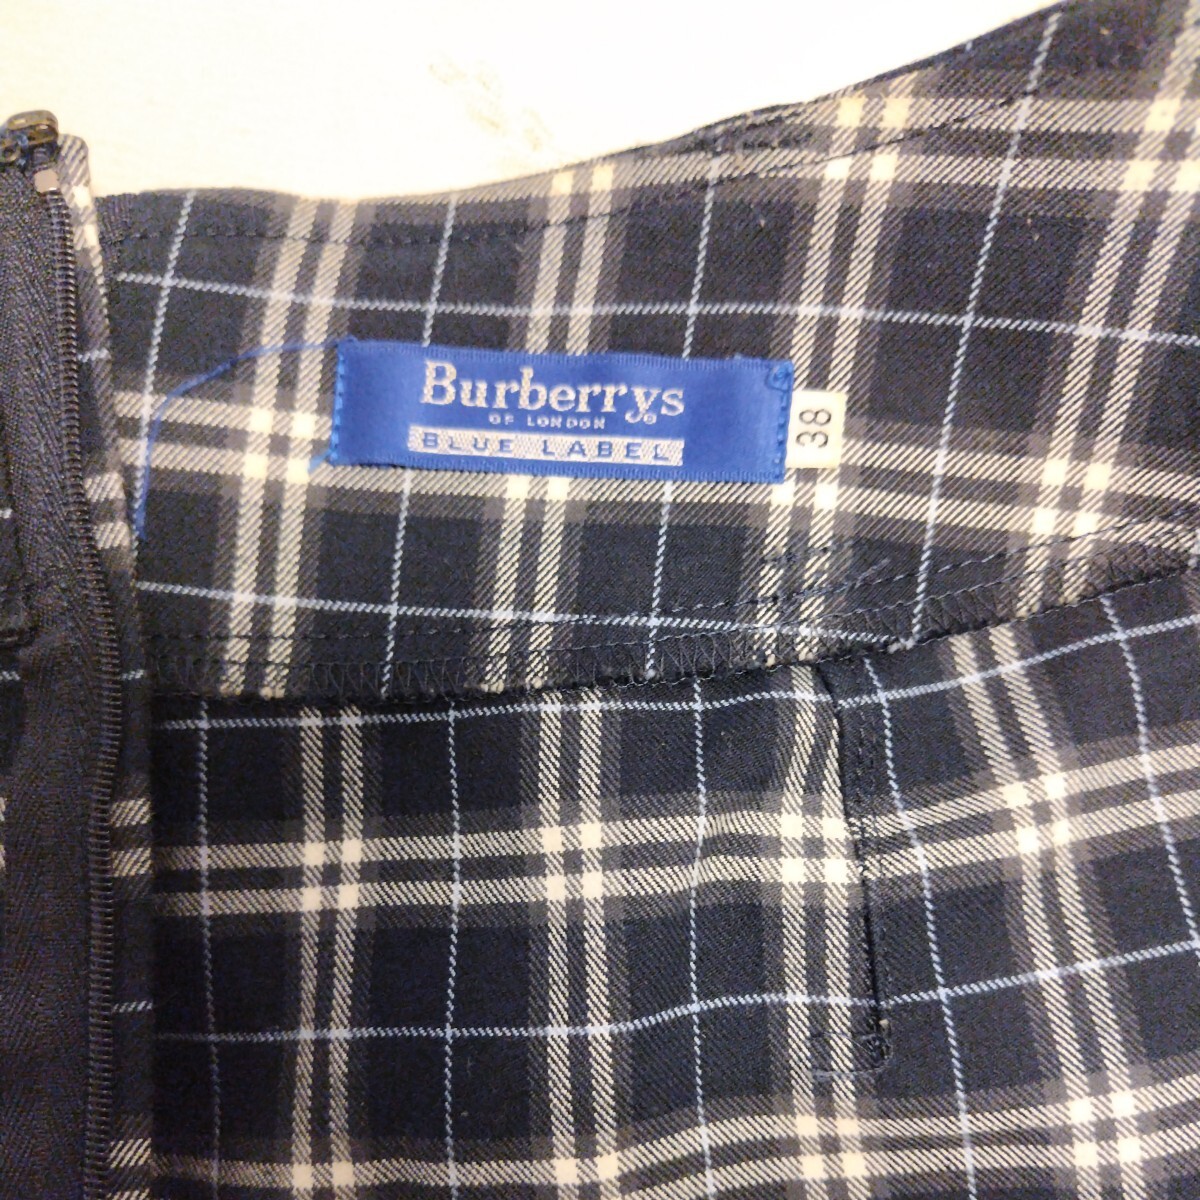 Burberrys®
OF LONDON
BLUE LABEL
38